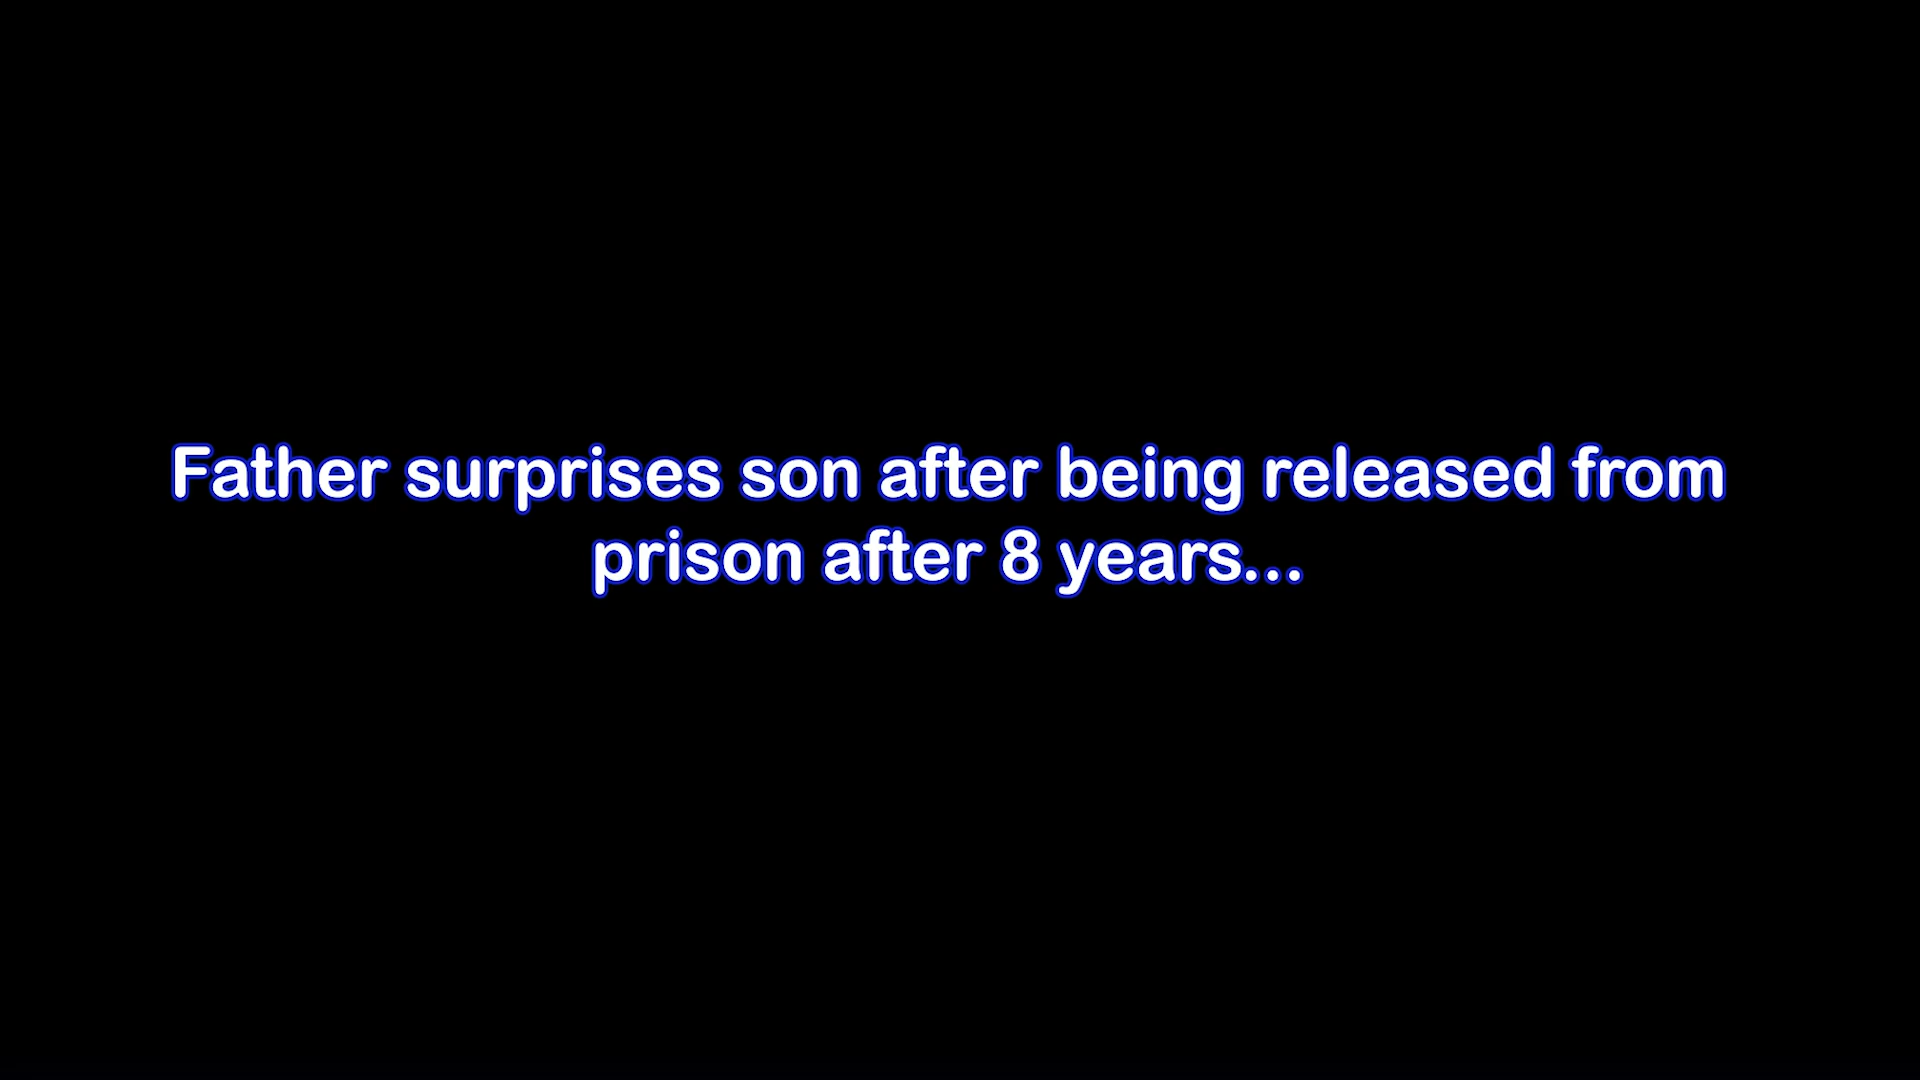 Father surprises son after being released from
prison after 8 years...